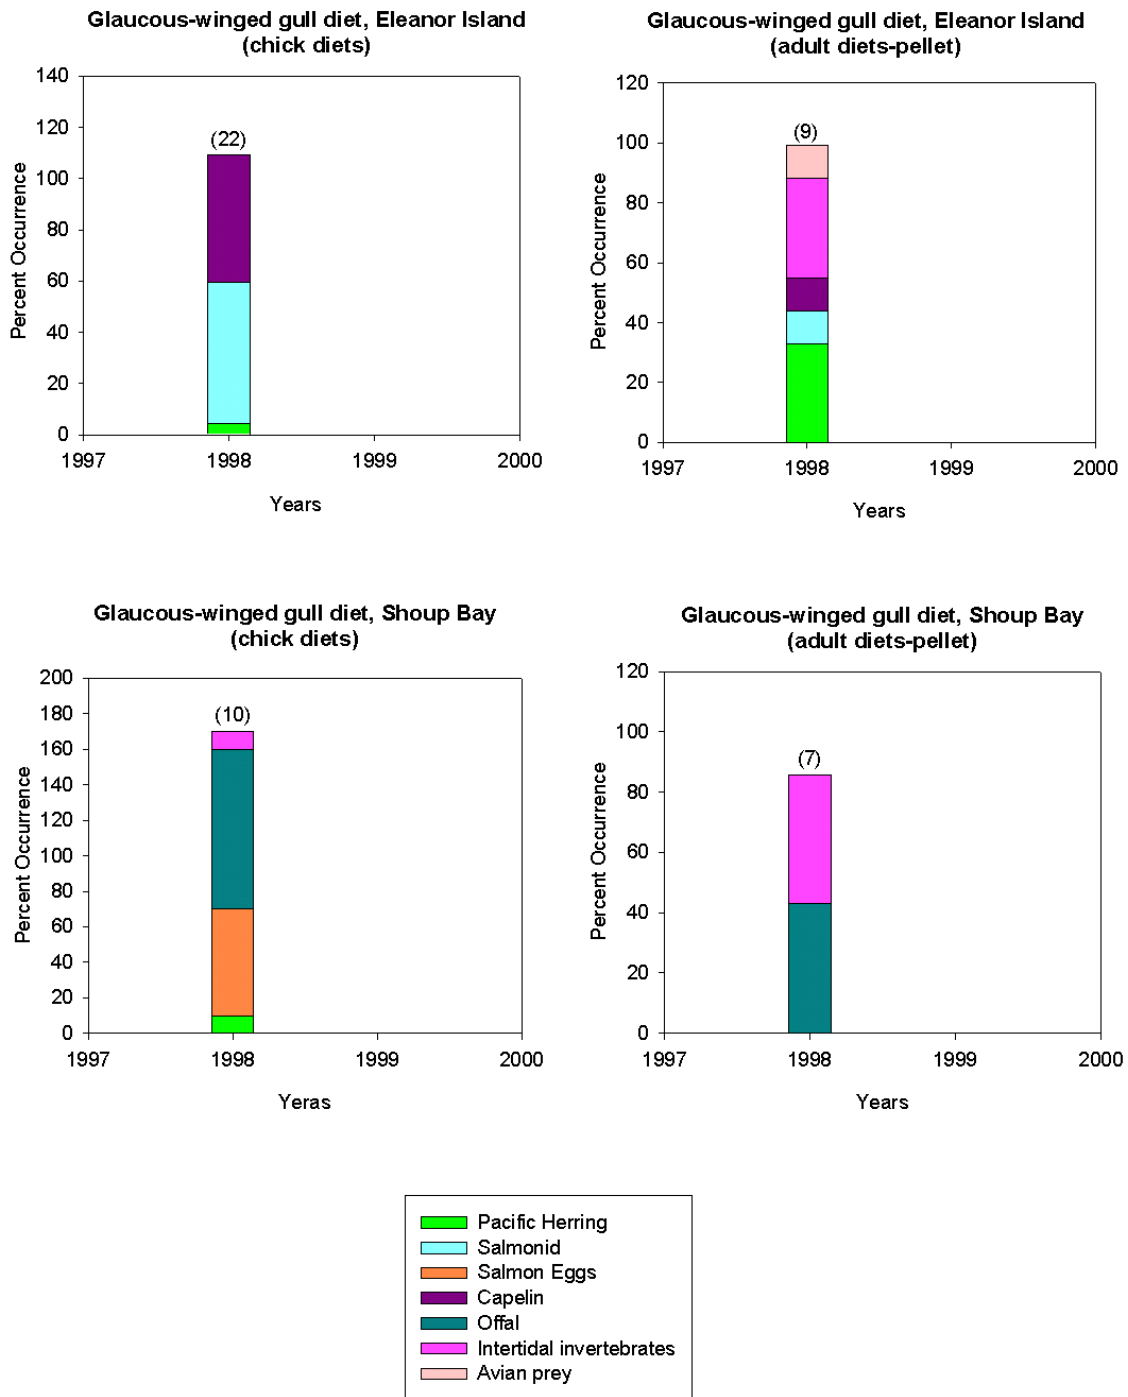 Glaucous-winged gull diet, Eleanor Island
(chick diets)
140
120
100
80
60
40
20
0
Percent Occurrence
(22)
1997
1998
1999
2000
Years
Glaucous-winged gull diet, Eleanor Island
(adult diets-pellet)
120
100
80
60
40
20
0
Percent Occurrence
(9)
1997
1998
1999
2000
Years
Glaucous-winged gull diet, Shoup Bay
(chick diets)
200
180
160
140
120
100
80
60
40
20
0
Percent Occurrence
(10)
1997
1998
1999
2000
Yeras
Glaucous-winged gull diet, Shoup Bay
(adult diets-pellet)
120
100
80
60
40
20
0
Percent Occurrence
(7)
1997
1998
1999
2000
Years
Pacific Herring
Salmonid
Salmon Eggs
Capelin
Offal
Intertidal invertebrates
Avian prey